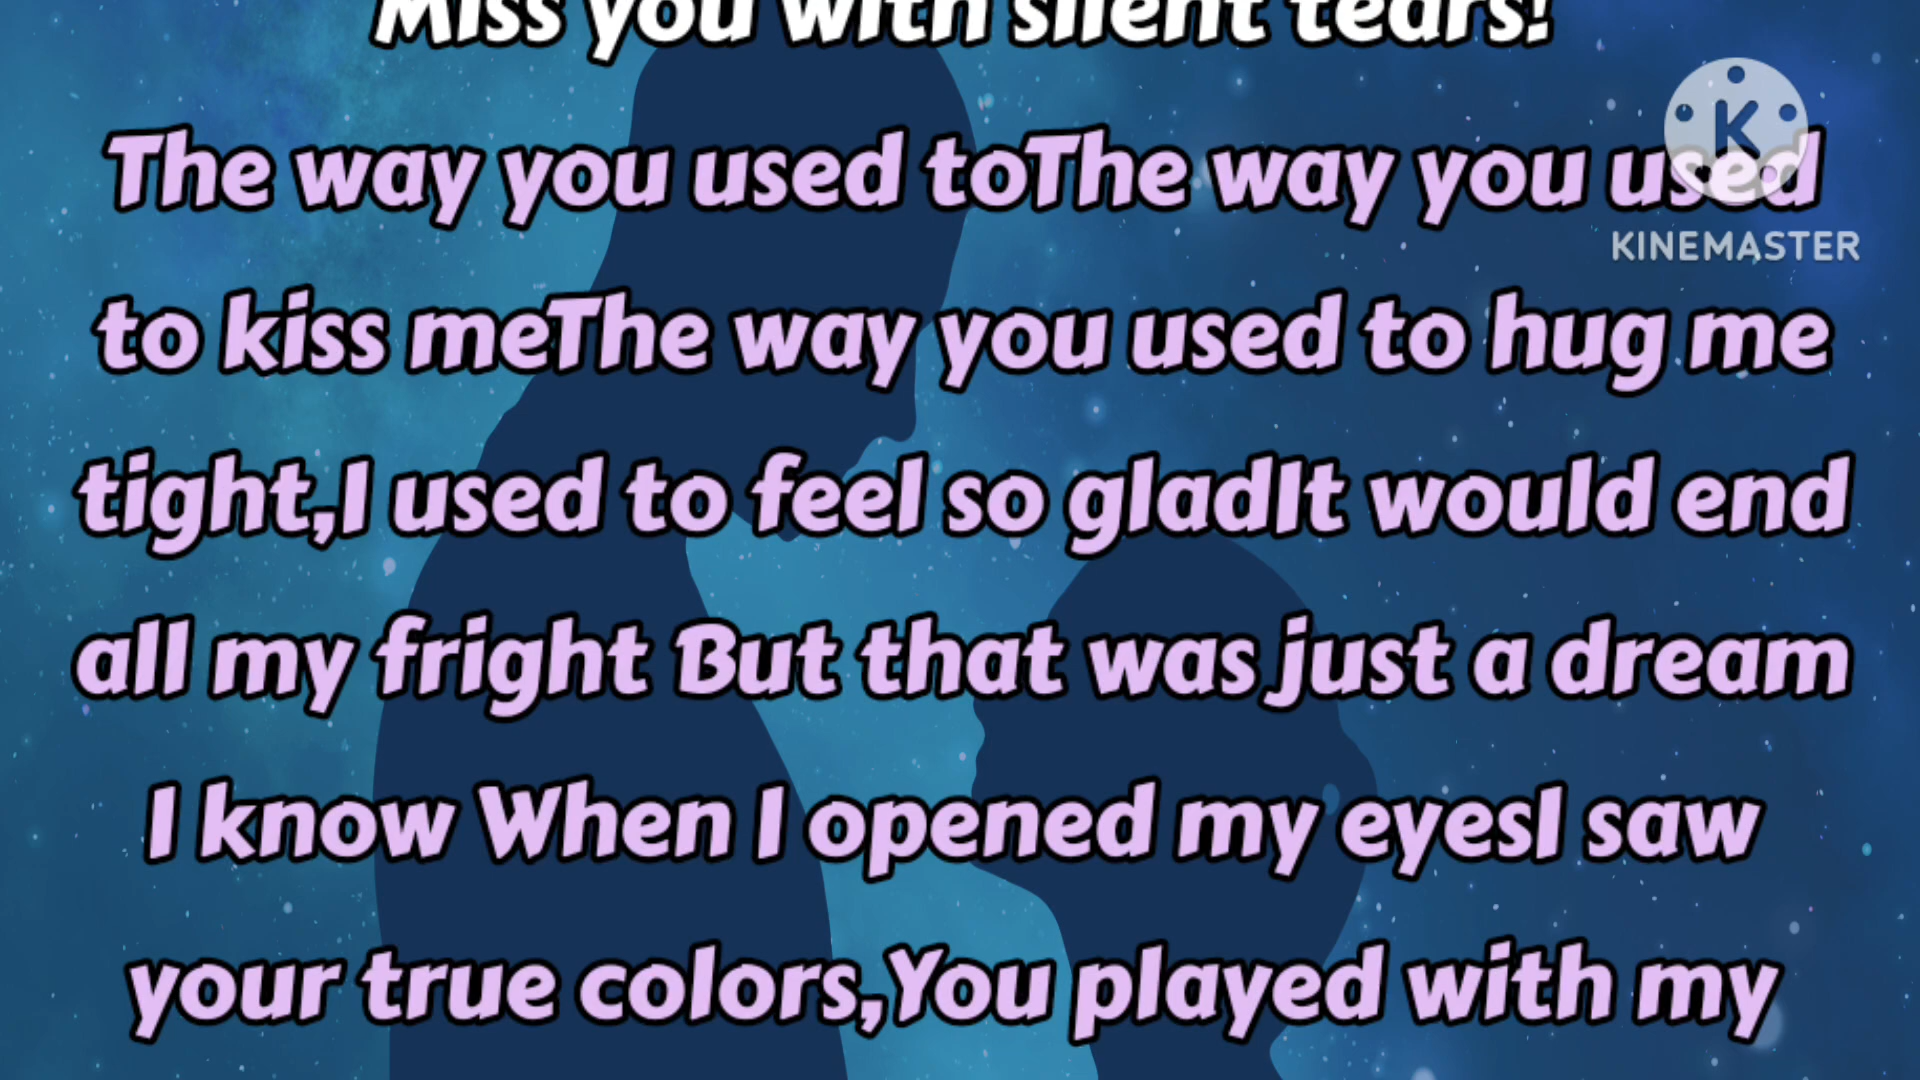 Miss you with silent tears!
The way you used toThe way you used
to kiss meThe way you used to hug me
tight,I used to feel so gladIt would end
all my fright But that was just a dream
I know When I opened my eyesI saw
your true colors,You played with my
K
KINEMASTER